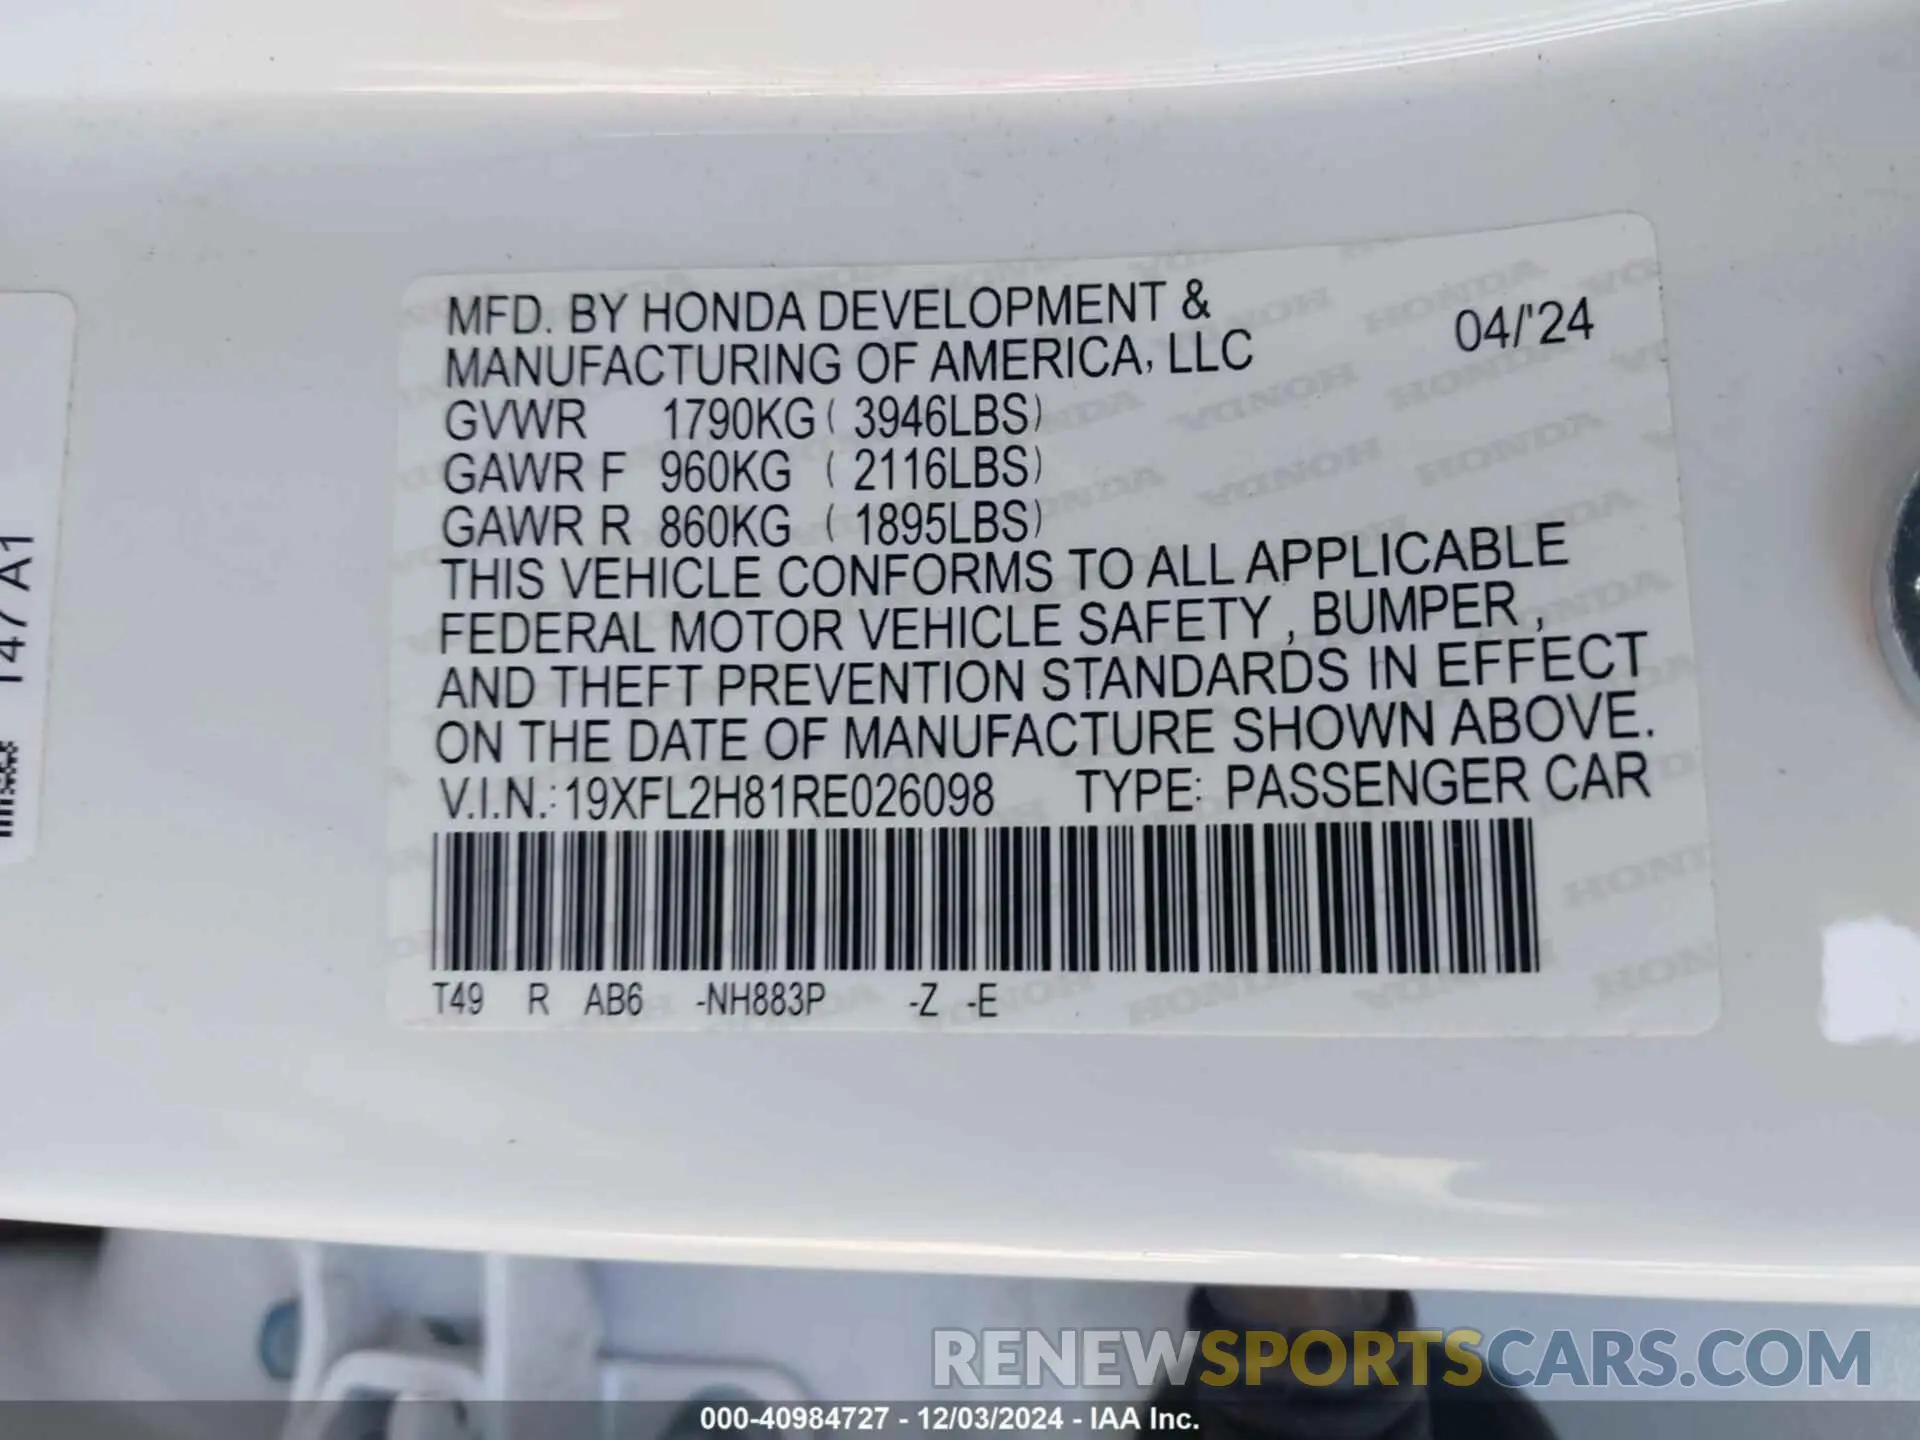 MFD. BY HONDA DEVELOPMENT &
MANUFACTURING OF AMERICA, LLC 04/'24
GVWR 1790KG ( 3946LBS)
GAWR F 960KG ( 2116LBS)
GAWR R 860KG ( 1895LBS)
THIS VEHICLE CONFORMS TO ALL APPLICABLE
FEDERAL MOTOR VEHICLE SAFETY , BUMPER ,
AND THEFT PREVENTION STANDARDS IN EFFECT
ON THE DATE OF MANUFACTURE SHOWN ABOVE.
V.I.N.: 19XFL2H81RE026098 TYPE: PASSENGER CAR
T49 R AB6 -NH883P -Z -E
147 A1
RENEWSPORTSCARS.COM
000-40984727 - 12/03/2024 - IAA Inc.